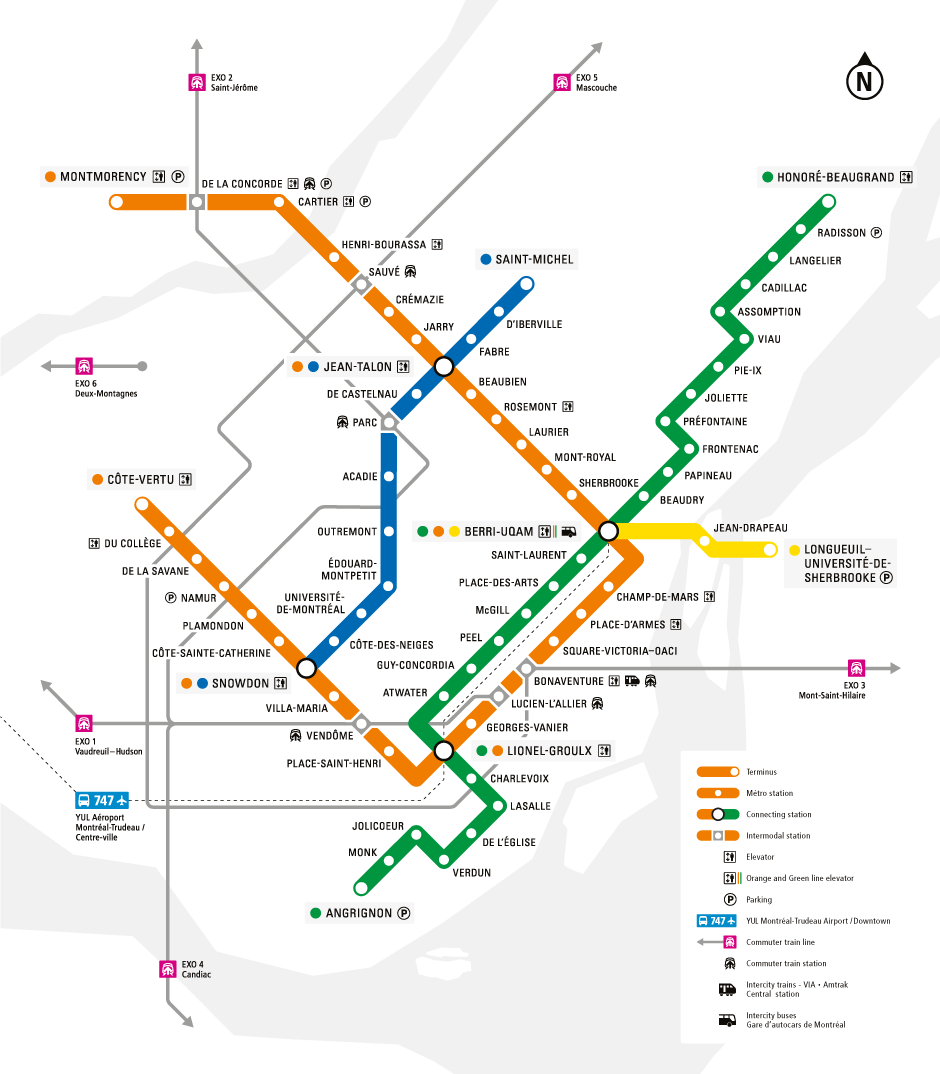 EXO 2
Saint-Jérôme
EXO 5
Mascouche
N
MONTMORENCY P
DE LA CONCORDE P
CARTIER P
HONORÉ-BEAUGRAND
RADISSON P
HENRI-BOURASSA
SAUVÉ
SAINT-MICHEL
LANGELIER
CADILLAC
CRÉMAZIE
ASSOMPTION
JARRY
D'IBERVILLE
VIAU
FABRE
EXO 6
Deux-Montagnes
JEAN-TALON
PIE-IX
BEAUBIEN
DE CASTELNAU
JOLIETTE
ROSEMONT
PARC
PRÉFONTAINE
LAURIER
FRONTENAC
MONT-ROYAL
ACADIE
PAPINEAU
CÔTE-VERTU
SHERBROOKE
BEAUDRY
OUTREMONT
BERRI-UQAM
JEAN-DRAPEAU
DU COLLÈGE
SAINT-LAURENT
LONGUEUIL–
UNIVERSITÉ-DE-
SHERBROOKE P
DE LA SAVANE
ÉDOUARD-
MONTPETIT
PLACE-DES-ARTS
P NAMUR
UNIVERSITÉ-
DE-MONTRÉAL
CHAMP-DE-MARS
McGILL
PLAMONDON
PLACE-D'ARMES
PEEL
CÔTE-SAINTE-CATHERINE
CÔTE-DES-NEIGES
SQUARE-VICTORIA–OACI
GUY-CONCORDIA
SNOWDON
BONAVENTURE
EXO 3
Mont-Saint-Hilaire
ATWATER
VILLA-MARIA
LUCIEN-L'ALLIER
EXO 1
Vaudreuil–Hudson
VENDÔME
GEORGES-VANIER
PLACE-SAINT-HENRI
LIONEL-GROULX
CHARLEVOIX
747
YUL Aéroport
Montréal-Trudeau /
Centre-ville
LASALLE
JOLICOEUR
DE L'ÉGLISE
MONK
VERDUN
ANGRIGNON P
EXO 4
Candiac
Terminus
Métro station
Connecting station
Intermodal station
Elevator
Orange and Green line elevator
P Parking
747 YUL Montréal-Trudeau Airport / Downtown
Commuter train line
Commuter train station
Intercity trains - VIA • Amtrak
Central station
Intercity buses
Gare d'autocars de Montréal